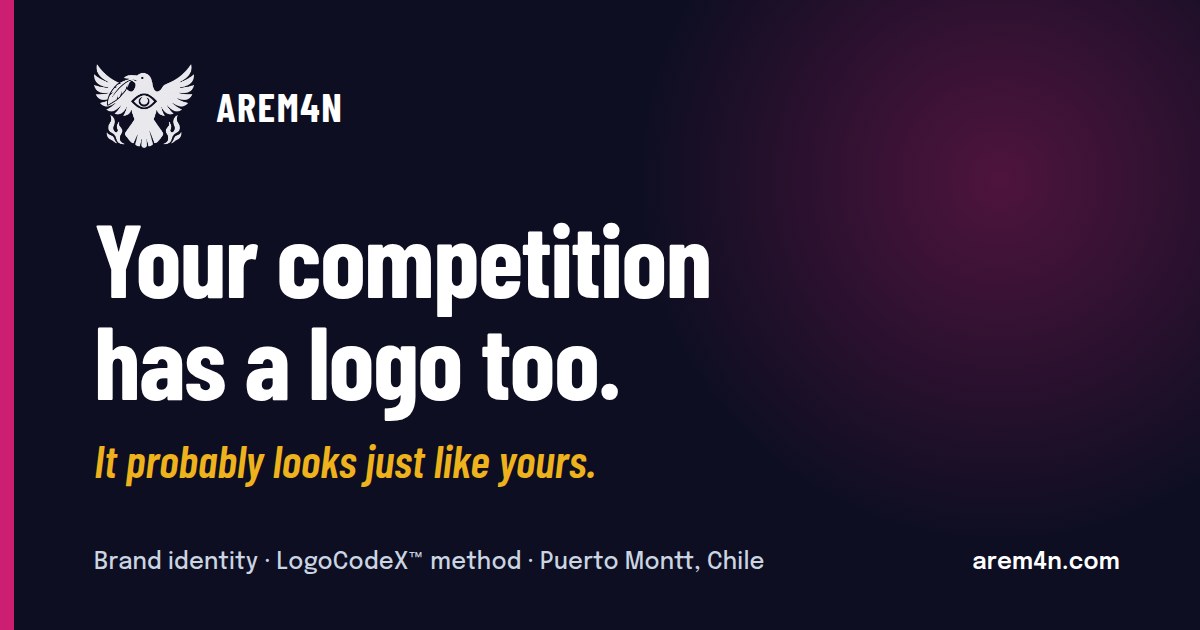 AREM4N
Your competition
has a logo too.
It probably looks just like yours.
Brand identity · LogoCodeX™ method · Puerto Montt, Chile
arem4n.com